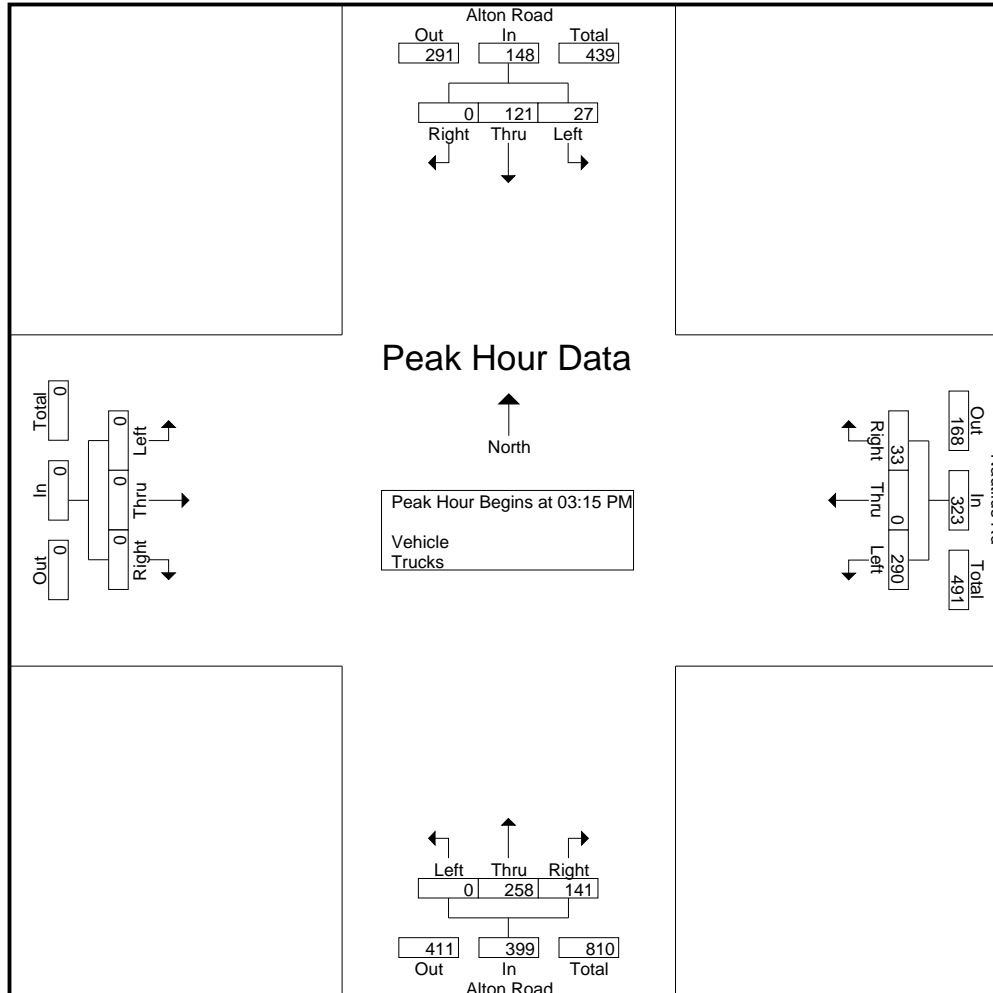 Alton Road
Out In Total
291 148 439
0 121 27
Right Thru Left
Peak Hour Data
North
Peak Hour Begins at 03:15 PM
Vehicle
Trucks
Total In Out
0 0 0
0 0 0
Left Thru Right
Out In Total
168 323 491
33 0 290
Right Thru Left
Left Thru Right
0 258 141
411 399 810
Out In Total
Alton Road